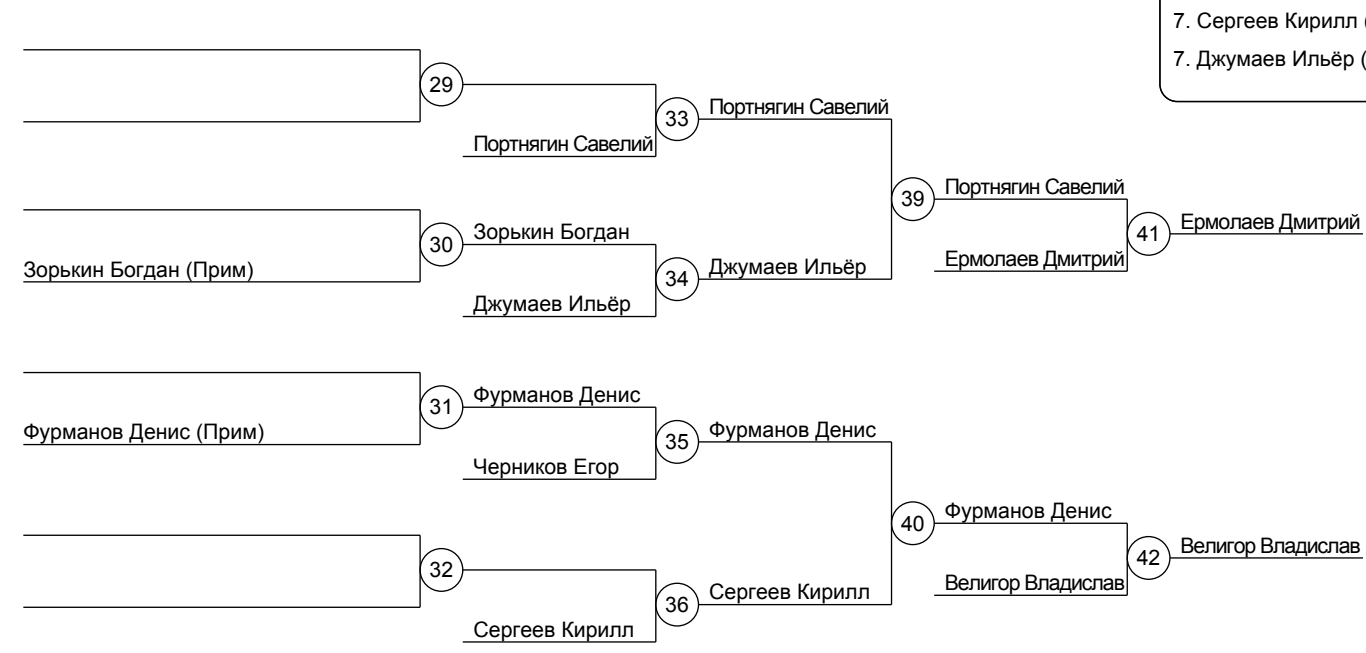 7. Сергеев Кирилл (
7. Джумаев Ильёр (
29
33
Портнягин Савелий
Портнягин Савелий
39
Портнягин Савелий
30
Зорькин Богдан
41
Ермолаев Дмитрий
Зорькин Богдан (Прим)
34
Джумаев Ильёр
Ермолаев Дмитрий
Джумаев Ильёр
31
Фурманов Денис
Фурманов Денис (Прим)
35
Фурманов Денис
Черников Егор
40
Фурманов Денис
32
42
Велигор Владислав
36
Сергеев Кирилл
Велигор Владислав
Сергеев Кирилл